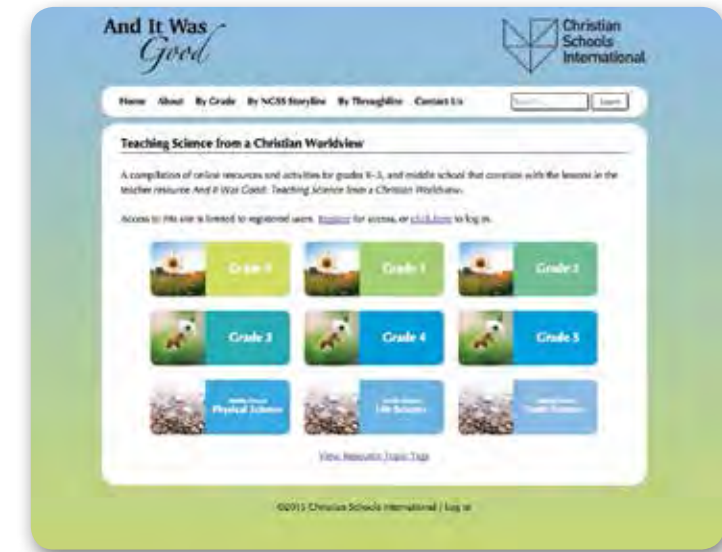 And It Was
Good
Christian
Schools
International
Home About By Grade By NCSS Storyline By Throughline Contact Us
Teaching Science from a Christian Worldview
A compilation of online resources and activities for grades K–5, and middle school that correlate with the lessons in the
teacher resource And It Was Good: Teaching Science from a Christian Worldview.
Access to this site is limited to registered users. Register for access, or click here to log in.
Grade 1
Grade 2
Grade 3
Grade 4
Grade 5
Physical Science
Life Science
View Resource Topic Tags
©2015 Christian Schools International | Log in